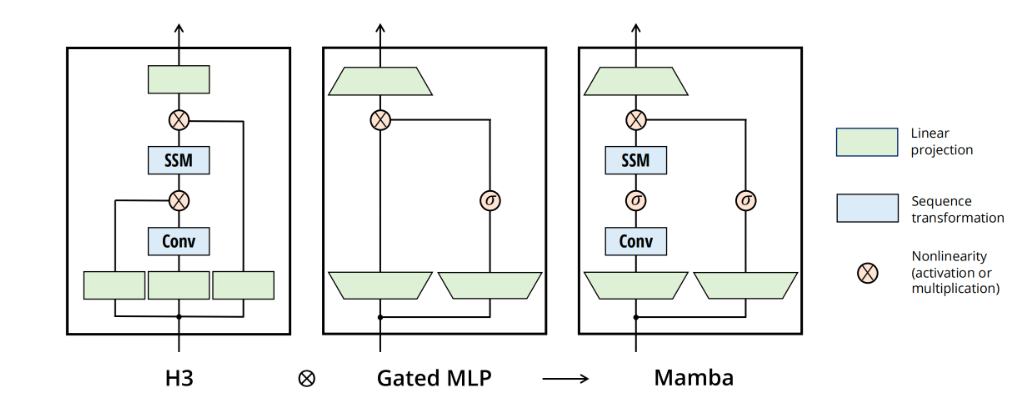 SSM
Conv
σ
SSM
σ
σ
Conv
Linear
projection
Sequence
transformation
Nonlinearity
(activation or
multiplication)
H3 ⊗ Gated MLP → Mamba